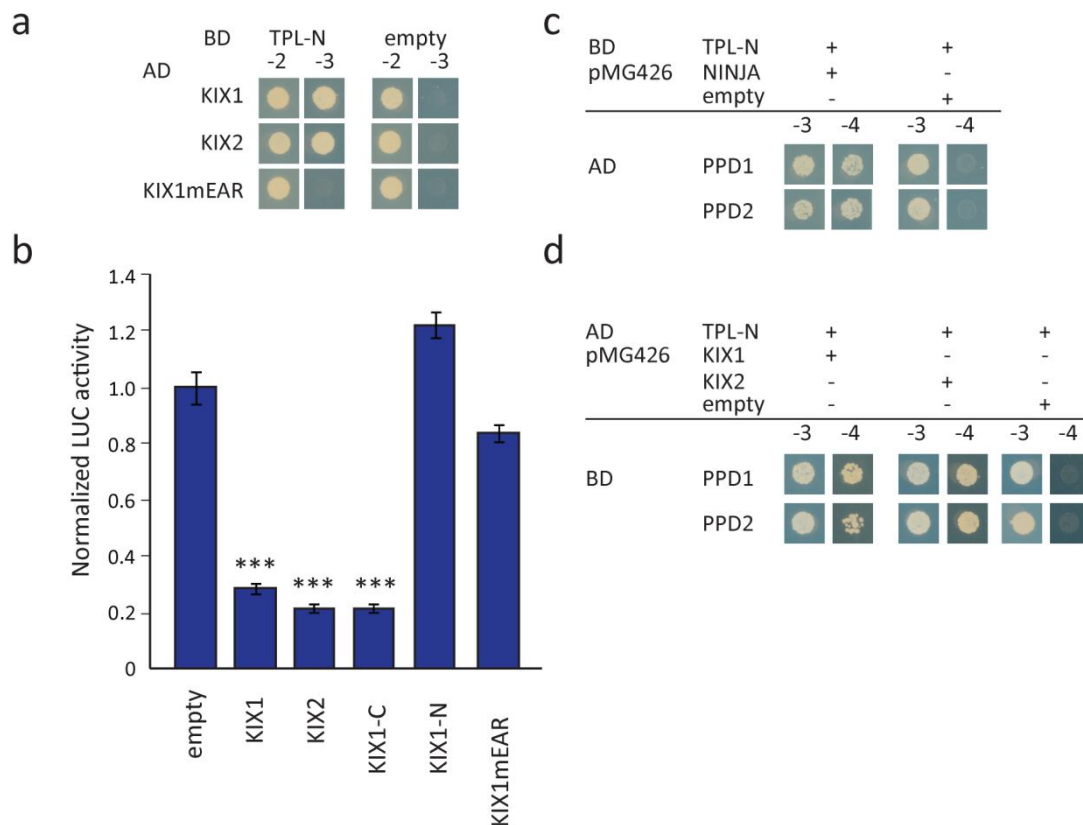 a
BD TPL-N empty
-2 -3 -2 -3
AD
KIX1
KIX2
KIX1mEAR
b
Normalized LUC activity
1.4
1.2
1.0
0.8
0.6
0.4
0.2
0
*** *** ***
empty KIX1 KIX2 KIX1-C KIX1-N KIX1mEAR
c
BD TPL-N + +
pMG426 NINJA + -
empty - +
-3 -4 -3 -4
AD PPD1
PPD2
d
AD TPL-N + + +
pMG426 KIX1 + - -
KIX2 - + -
empty - - +
-3 -4 -3 -4 -3 -4
BD PPD1
PPD2